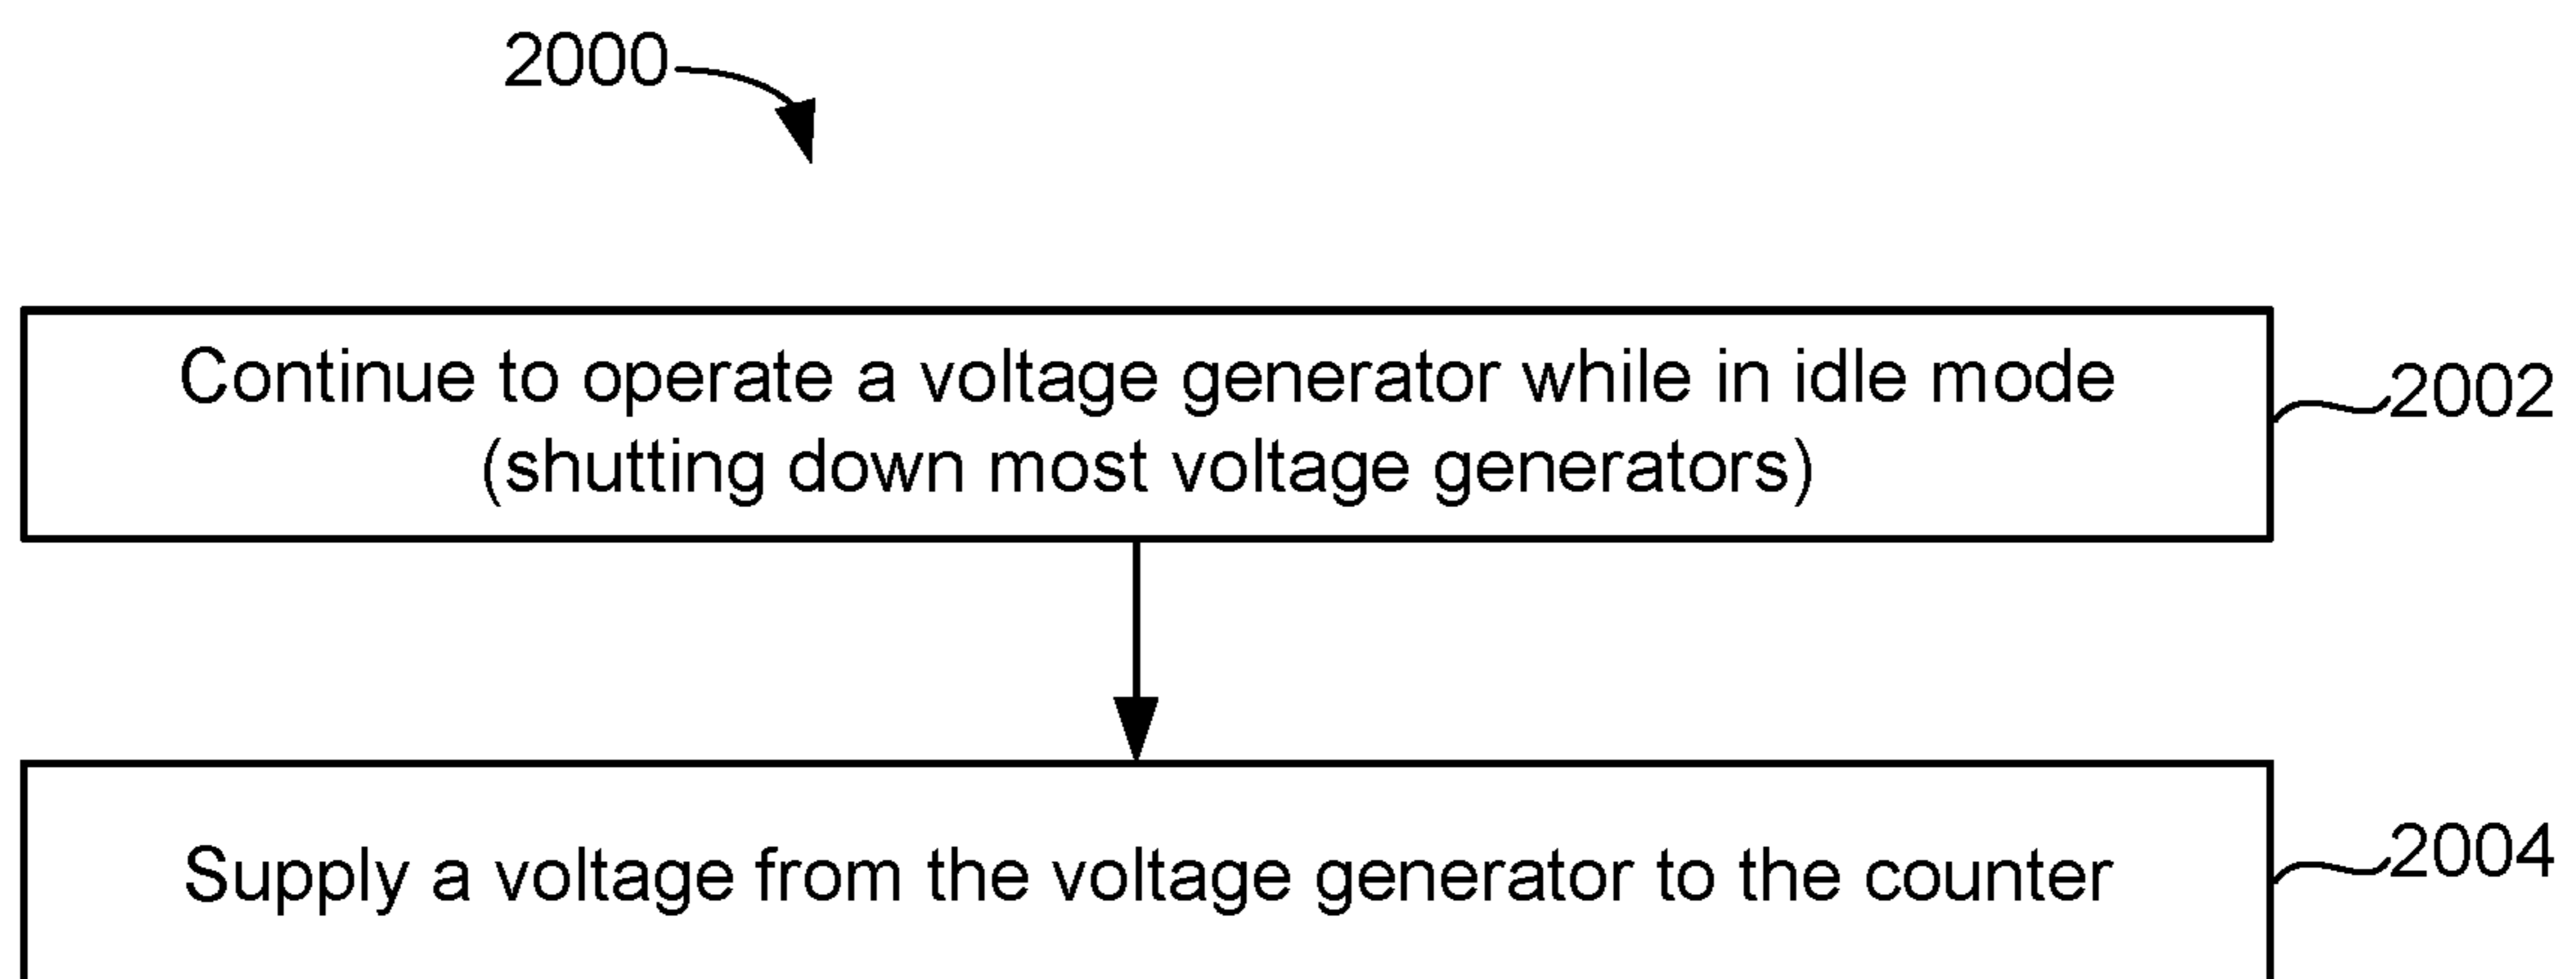 2000
Continue to operate a voltage generator while in idle mode
(shutting down most voltage generators)
2002
Supply a voltage from the voltage generator to the counter
2004